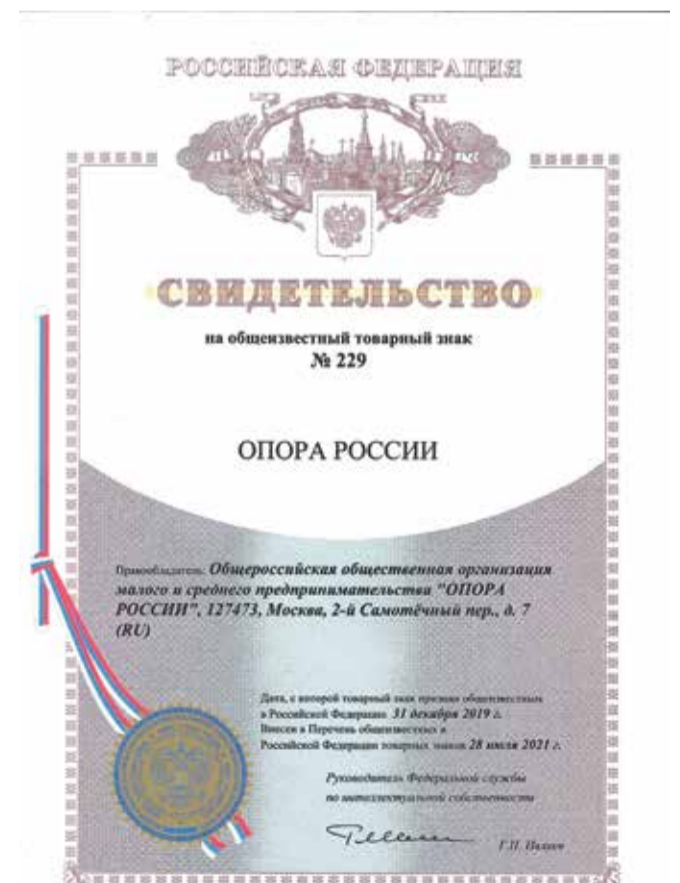 РОССИЙСКАЯ ФЕДЕРАЦИЯ
СВИДЕТЕЛЬСТВО
на общеизвестный товарный знак
№ 229
ОПОРА РОССИИ
Правообладатель: Общероссийская общественная организация
малого и среднего предпринимательства "ОПОРА
РОССИИ", 127473, Москва, 2-й Самотёчный пер., д. 7
(RU)
Дата, с которой товарный знак признан общеизвестным
в Российской Федерации 31 декабря 2019 г.
Внесен в Перечень общеизвестных в
Российской Федерации товарных знаков 28 июля 2021 г.
Руководитель Федеральной службы
по интеллектуальной собственности
Г.П. Ивлиев